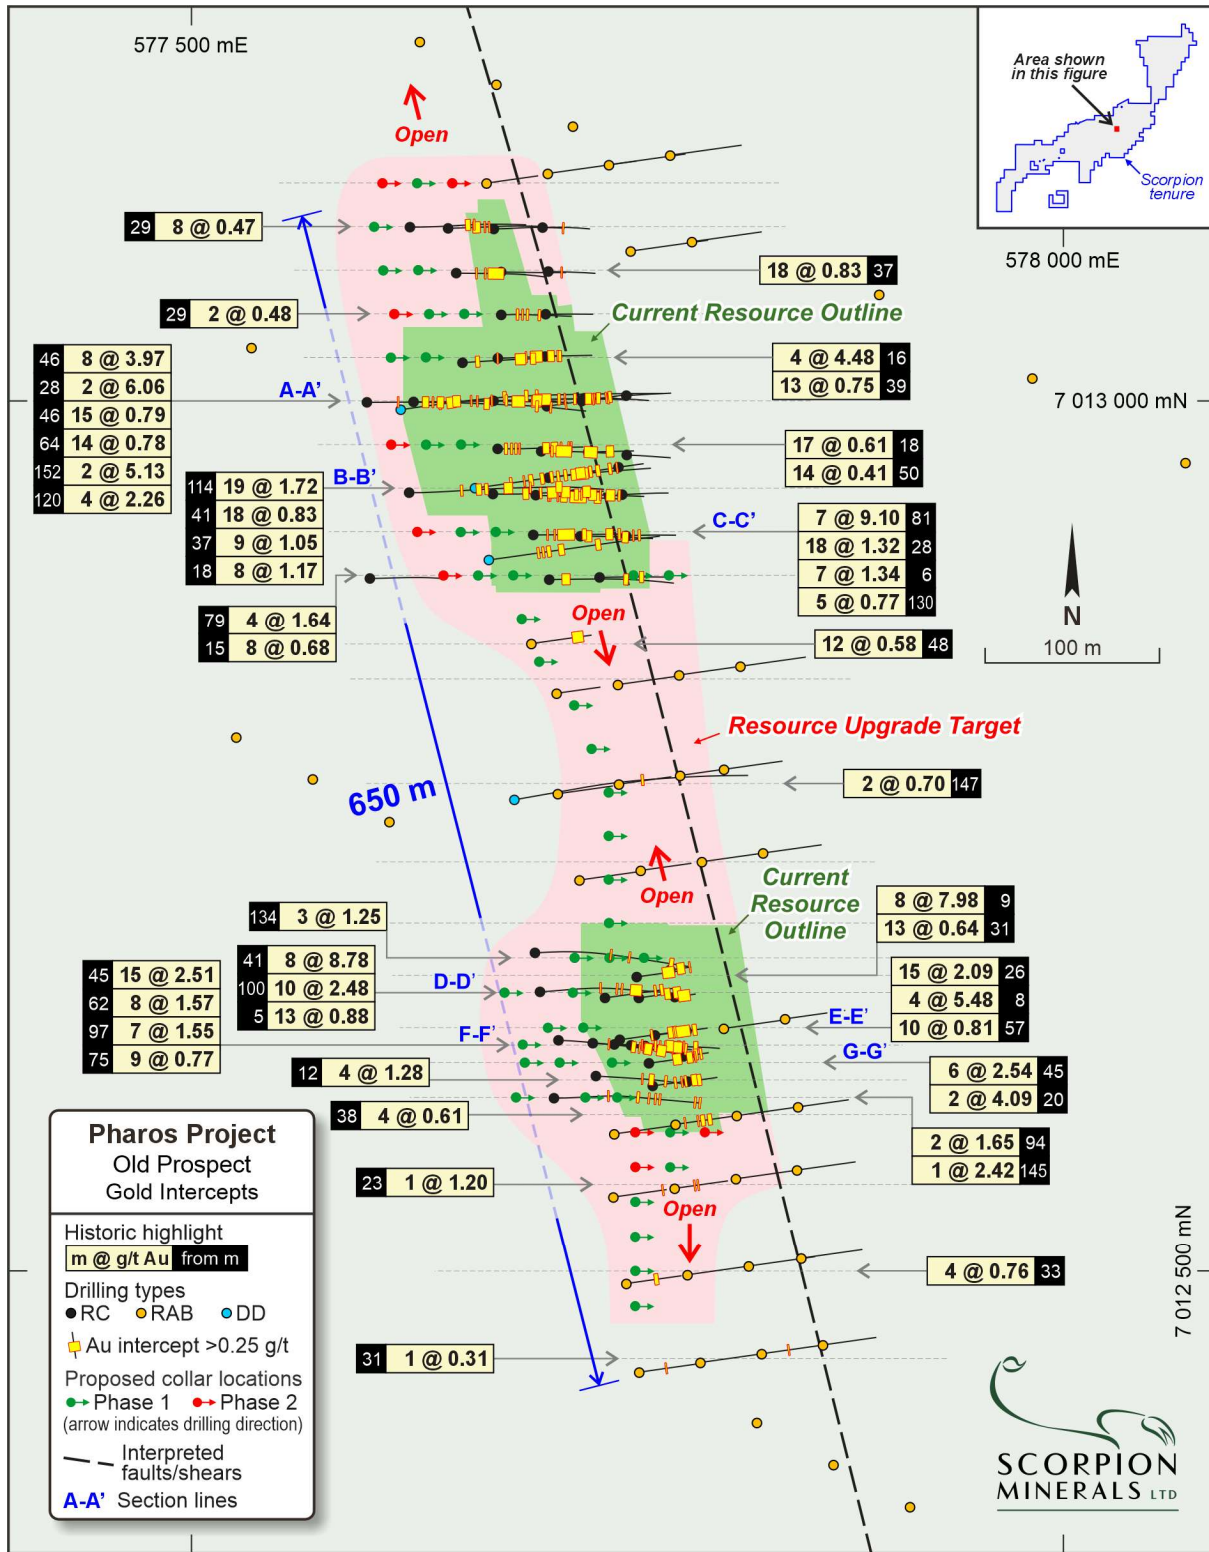 577 500 mE
Area shown
in this figure
Scorpion
tenure
578 000 mE
Open
29 8 @ 0.47
18 @ 0.83 37
29 2 @ 0.48
Current Resource Outline
46 8 @ 3.97
28 2 @ 6.06
46 15 @ 0.79
64 14 @ 0.78
152 2 @ 5.13
120 4 @ 2.26
A-A'
4 @ 4.48 16
13 @ 0.75 39
7 013 000 mN
17 @ 0.61 18
14 @ 0.41 50
B-B'
114 19 @ 1.72
41 18 @ 0.83
37 9 @ 1.05
18 8 @ 1.17
C-C'
7 @ 9.10 81
18 @ 1.32 28
7 @ 1.34 6
5 @ 0.77 130
79 4 @ 1.64
15 8 @ 0.68
Open
12 @ 0.58 48
N
100 m
Resource Upgrade Target
650 m
2 @ 0.70 147
Open
Current
Resource
Outline
134 3 @ 1.25
8 @ 7.98 9
13 @ 0.64 31
41 8 @ 8.78
100 10 @ 2.48
5 13 @ 0.88
D-D'
45 15 @ 2.51
62 8 @ 1.57
97 7 @ 1.55
75 9 @ 0.77
F-F'
15 @ 2.09 26
4 @ 5.48 8
10 @ 0.81 57
E-E'
G-G'
12 4 @ 1.28
6 @ 2.54 45
2 @ 4.09 20
38 4 @ 0.61
2 @ 1.65 94
1 @ 2.42 145
23 1 @ 1.20
Open
4 @ 0.76 33
7 012 500 mN
31 1 @ 0.31
Pharos Project
Old Prospect
Gold Intercepts
Historic highlight
m @ g/t Au from m
Drilling types
RC RAB DD
Au intercept >0.25 g/t
Proposed collar locations
Phase 1 Phase 2
(arrow indicates drilling direction)
Interpreted
faults/shears
A-A' Section lines
SCORPION
MINERALS LTD